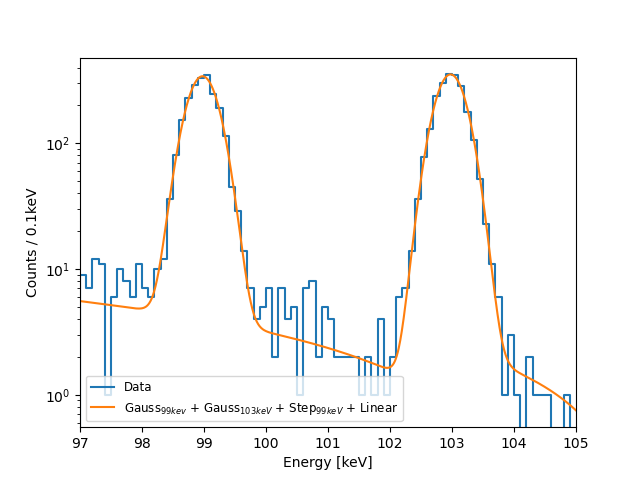 Counts / 0.1keV
10²
10¹
10⁰
Data
Gauss₉₉ₖₑᵥ + Gauss₁₀₃ₖₑV + Step₉₉ₖₑV + Linear
97 98 99 100 101 102 103 104 105
Energy [keV]